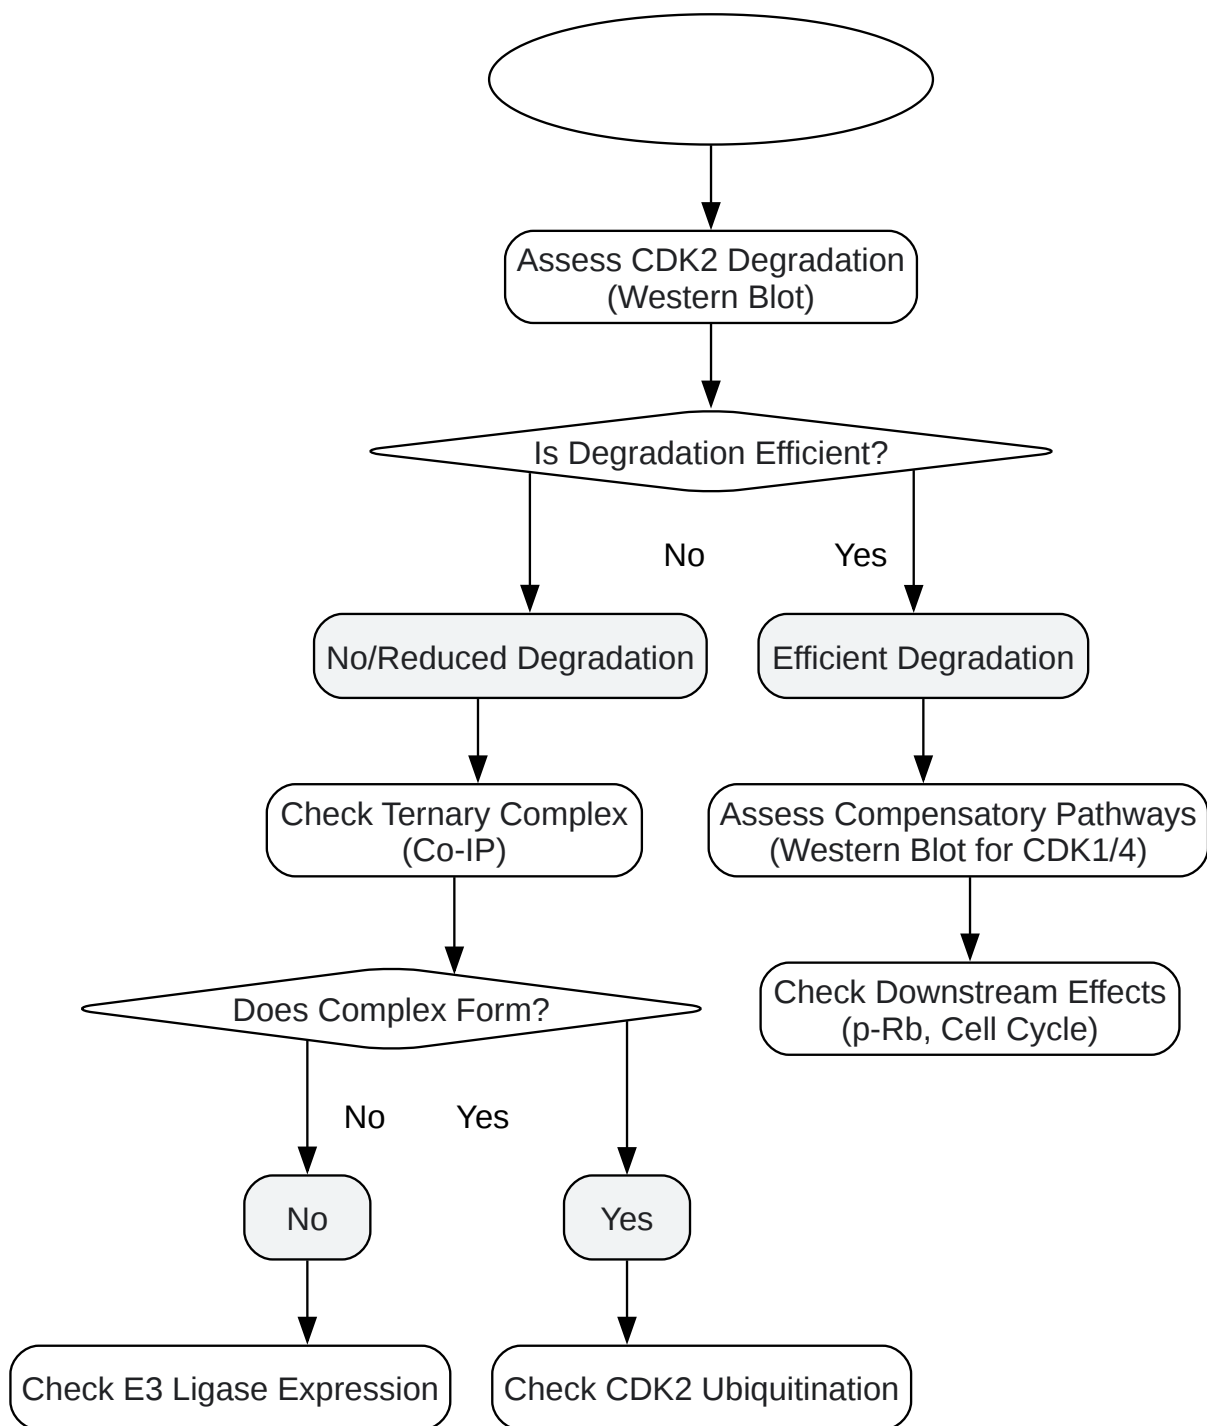 Assess CDK2 Degradation
(Western Blot)
Is Degradation Efficient?
No
Yes
No/Reduced Degradation
Efficient Degradation
Check Ternary Complex
(Co-IP)
Assess Compensatory Pathways
(Western Blot for CDK1/4)
Does Complex Form?
Check Downstream Effects
(p-Rb, Cell Cycle)
No
Yes
No
Yes
Check E3 Ligase Expression
Check CDK2 Ubiquitination